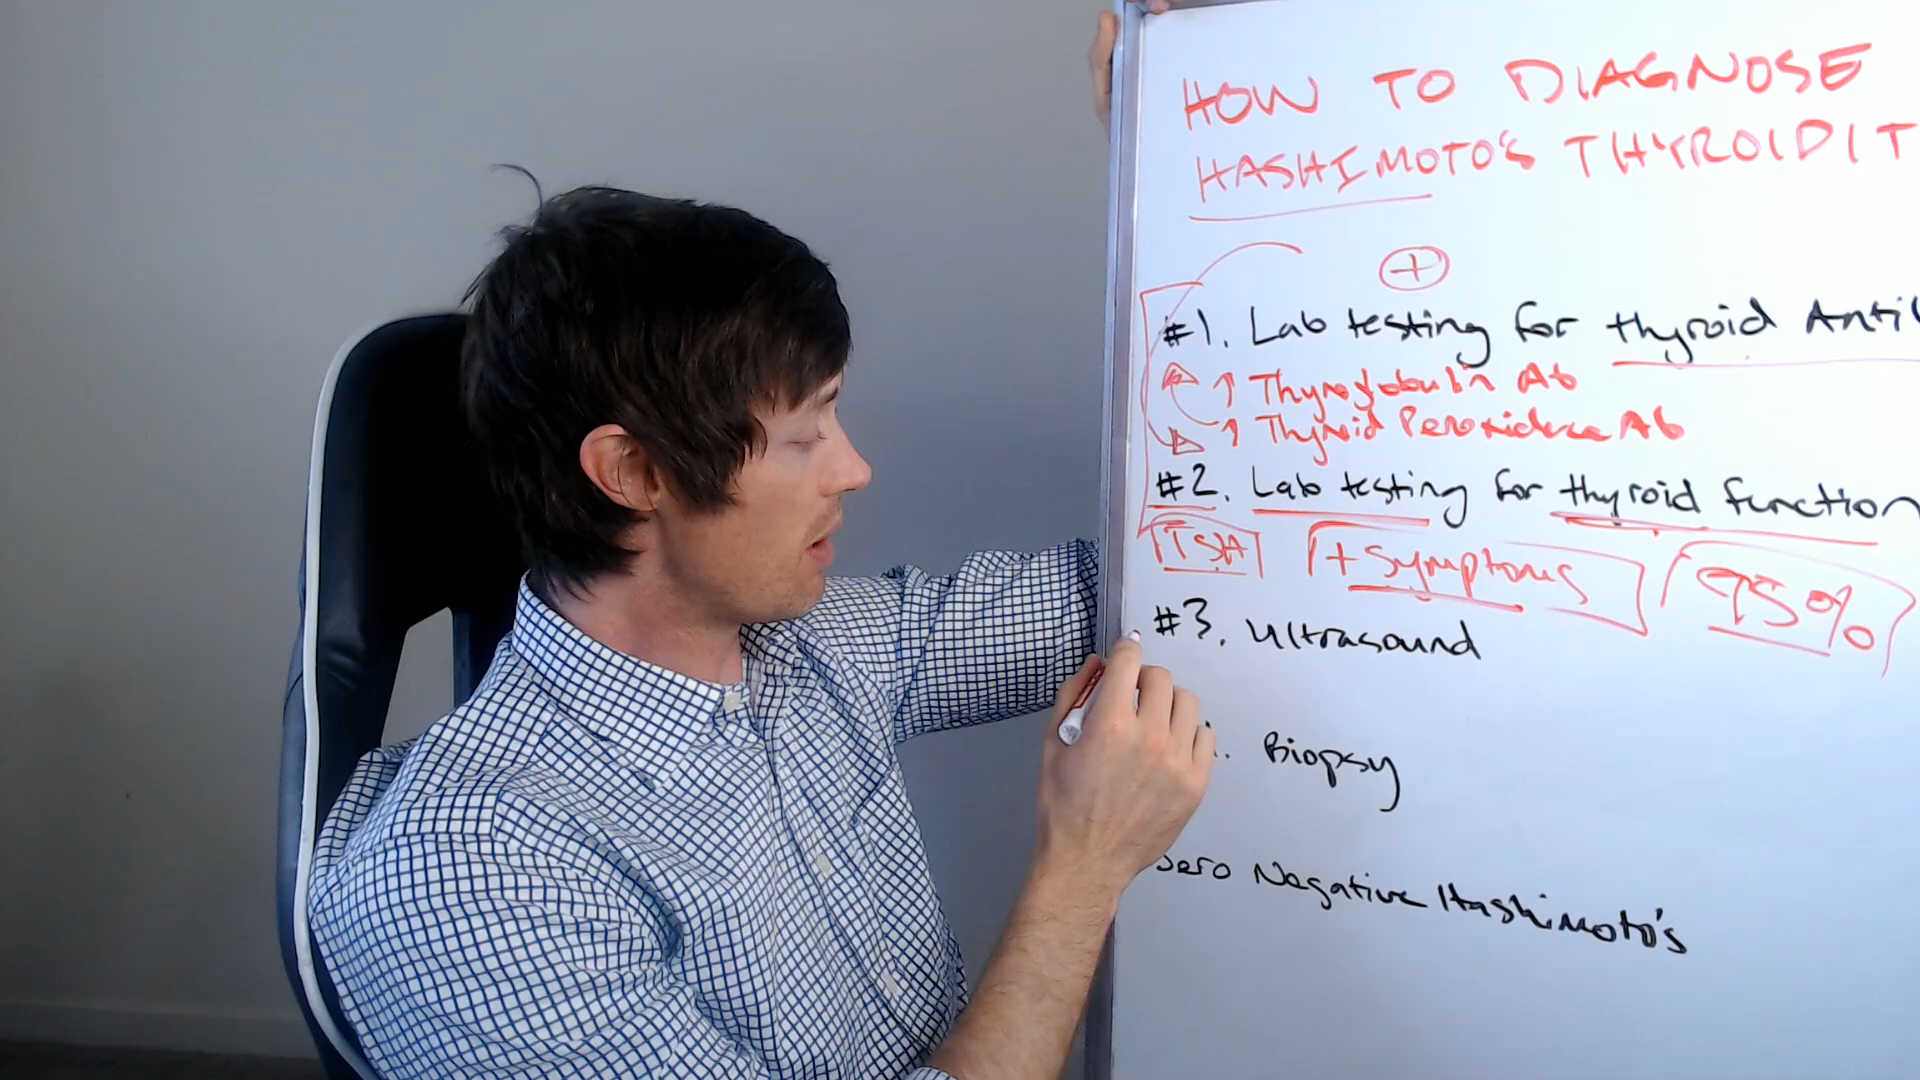 HOW TO DIAGNOSE
HASHIMOTO'S THYROIDIT
+
#1. Lab testing for thyroid Anti
↑ Thyroglobulin Ab
↑ Thyroid Peroxidase Ab
#2. Lab testing for thyroid function
TSH + Symptoms 95%
#3. Ultrasound
. Biopsy
Sero Negative Hashimoto's